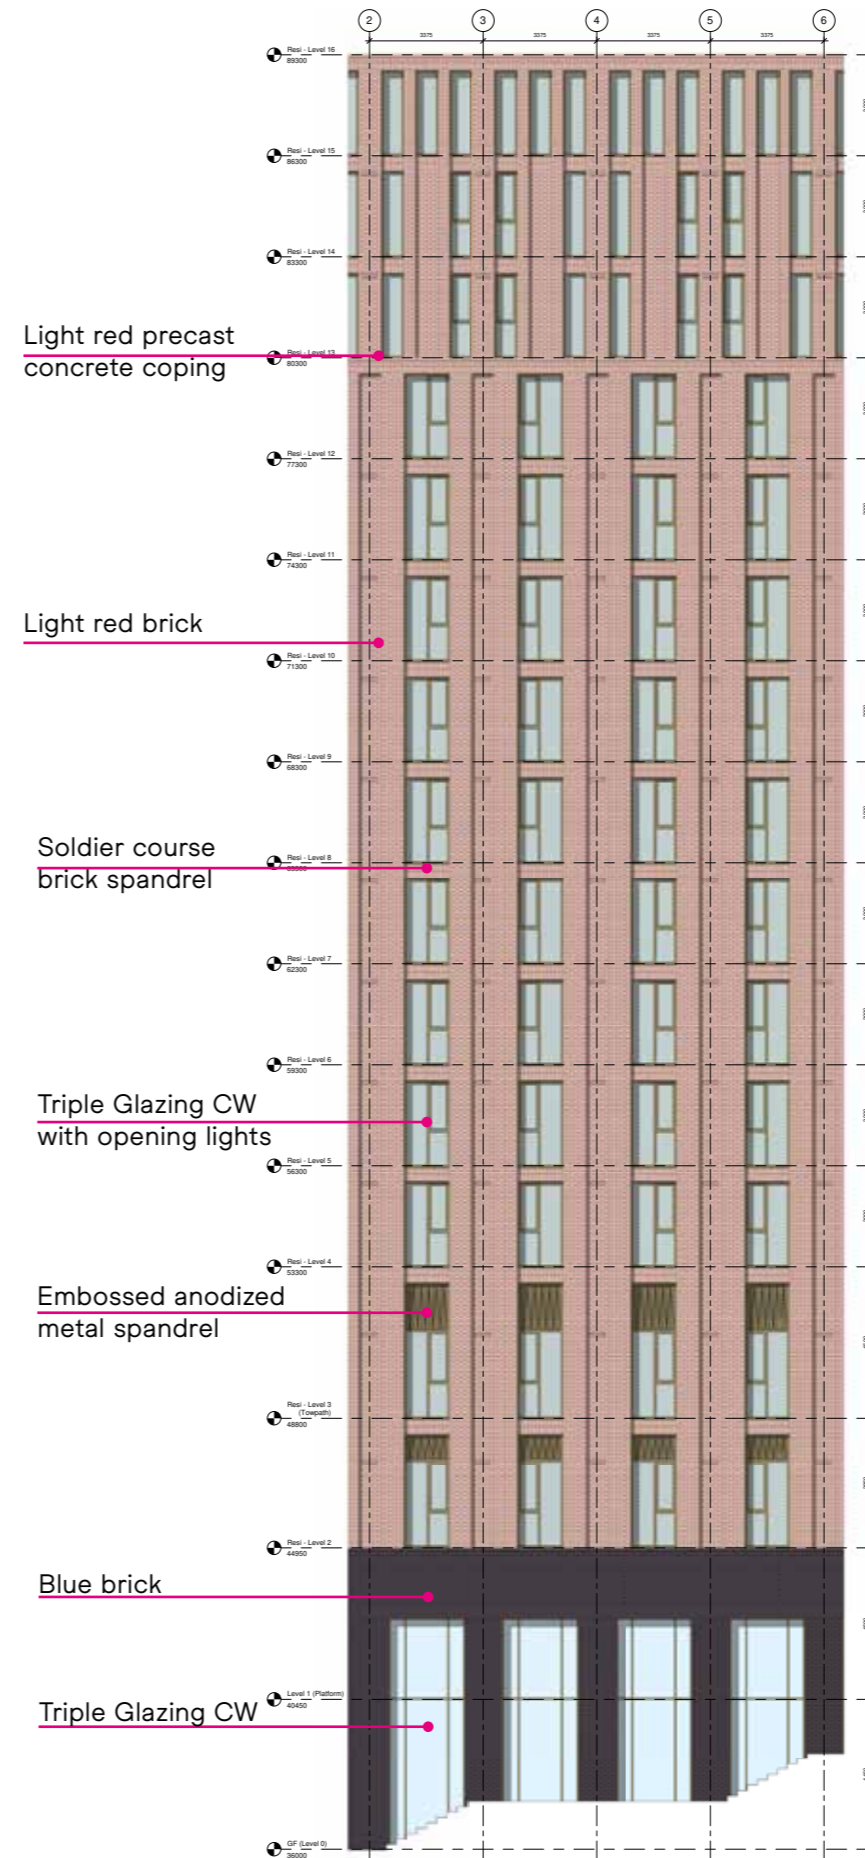 2 3 4 5 6
3375 3375 3375 3375
Resi - Level 16
89300
Resi - Level 15
86300
Resi - Level 14
83300
Light red precast
concrete coping
Resi - Level 13
80300
Resi - Level 12
77300
Resi - Level 11
74300
Light red brick
Resi - Level 10
71300
Resi - Level 9
68300
Soldier course
brick spandrel
Resi - Level 8
Resi - Level 7
62300
Resi - Level 6
59300
Triple Glazing CW
with opening lights
Resi - Level 5
56300
Resi - Level 4
53300
Embossed anodized
metal spandrel
Resi - Level 3
(Towpath)
48800
Resi - Level 2
44950
Blue brick
Level 1 (Platform)
40450
Triple Glazing CW
GF (Level 0)
36000